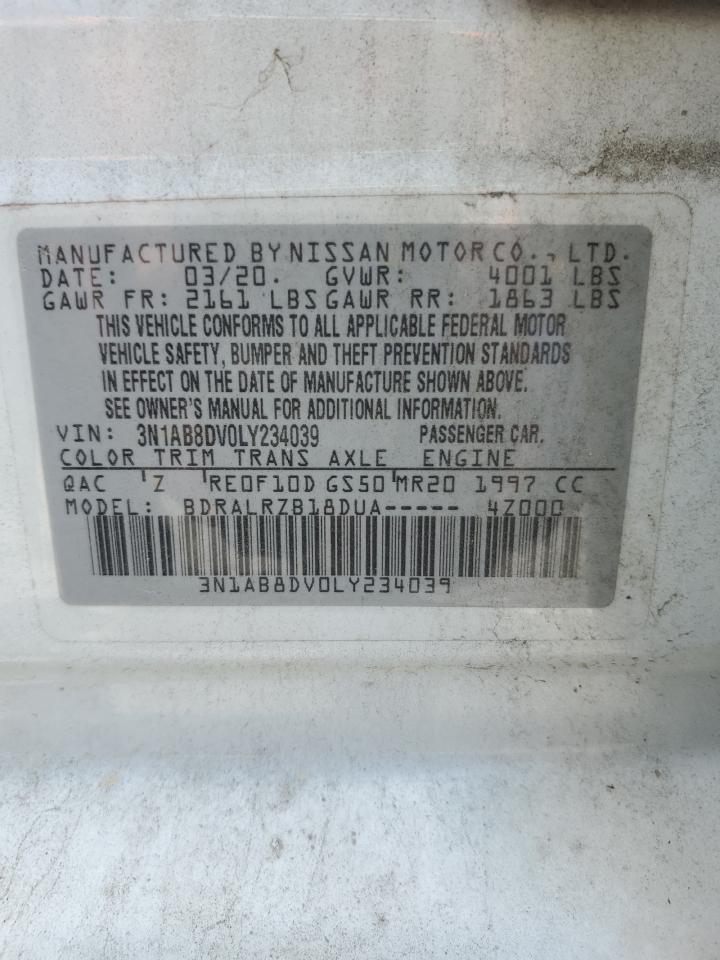 MANUFACTURED BY NISSAN MOTOR CO., LTD.
DATE: 03/20. GVWR: 4001 LBS
GAWR FR: 2161 LBS GAWR RR: 1863 LBS
THIS VEHICLE CONFORMS TO ALL APPLICABLE FEDERAL MOTOR
VEHICLE SAFETY, BUMPER AND THEFT PREVENTION STANDARDS
IN EFFECT ON THE DATE OF MANUFACTURE SHOWN ABOVE.
SEE OWNER'S MANUAL FOR ADDITIONAL INFORMATION.
VIN: 3N1AB8DV0LY234039 PASSENGER CAR.
COLOR TRIM TRANS AXLE ENGINE
QAC Z RE0F10D GS50 MR20 1997 CC
MODEL: BDRALRZB18DUA----- 4Z000
3N1AB8DV0LY234039